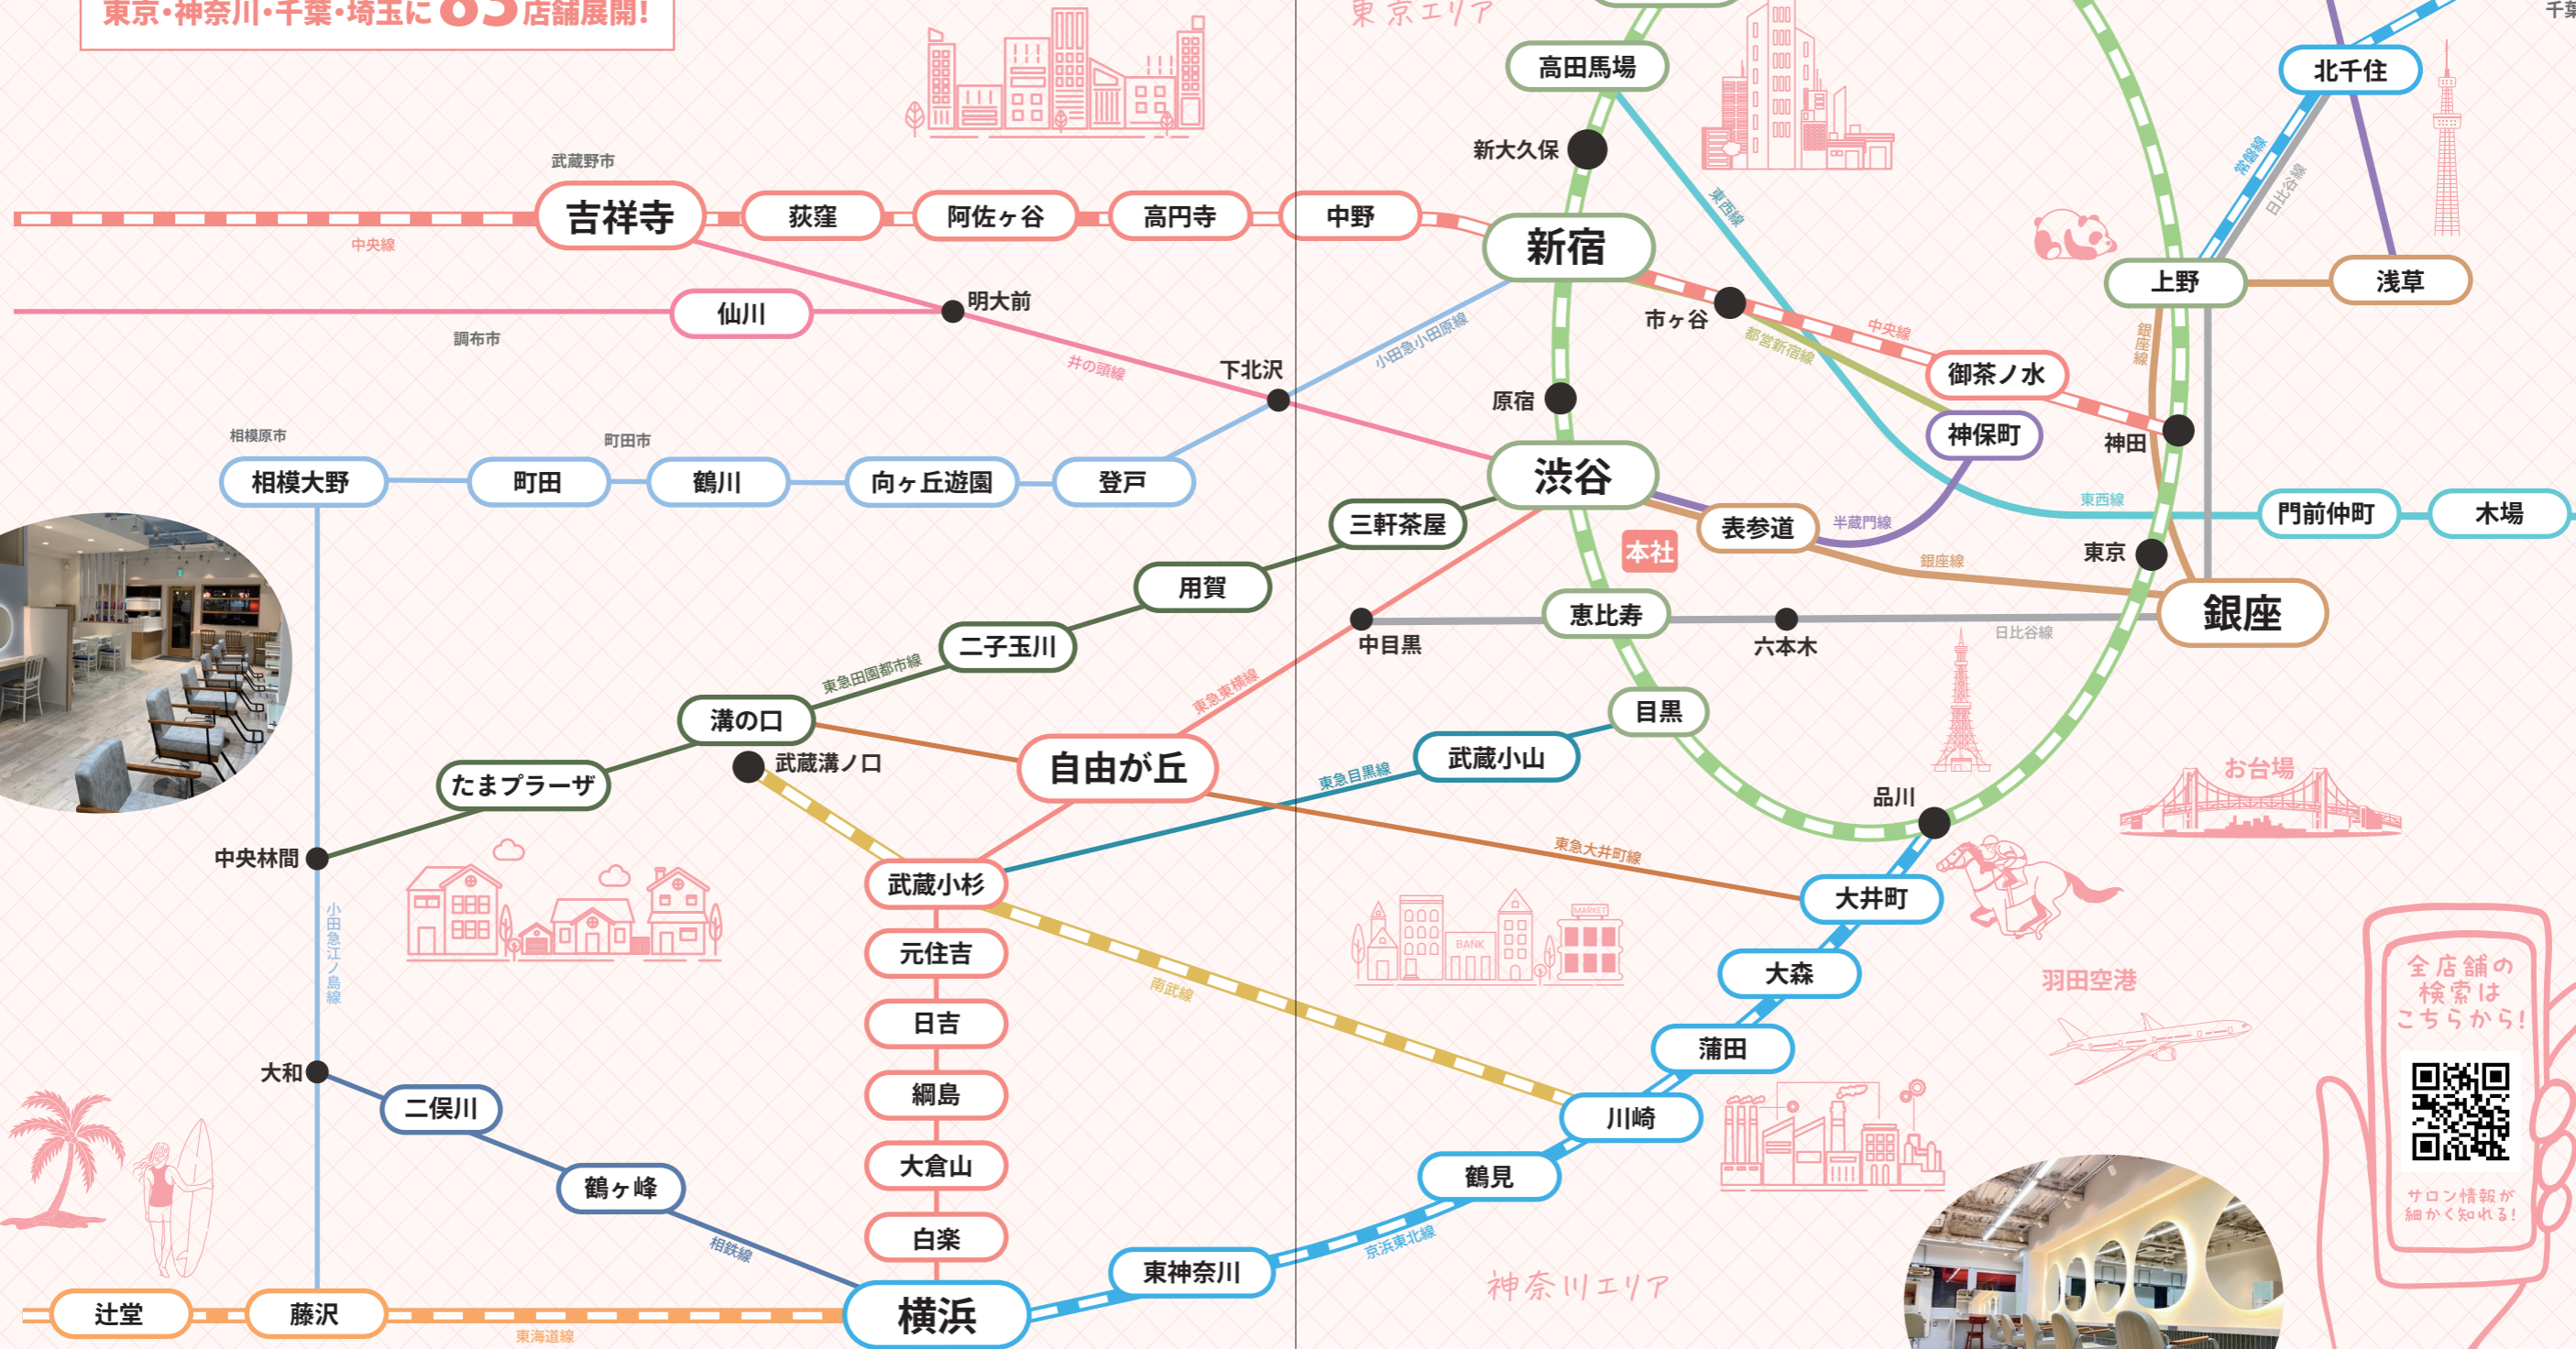 東京・神奈川・千葉・埼玉に83店舗展開!
東京エリア
千葉
高田馬場
北千住
新大久保
常磐線
日比谷線
武蔵野市
吉祥寺
荻窪
阿佐ヶ谷
高円寺
中野
新宿
東西線
中央線
上野
浅草
仙川
明大前
市ヶ谷
中央線
都営新宿線
銀座線
調布市
井の頭線
下北沢
小田急小田原線
御茶ノ水
原宿
神保町
神田
相模原市
町田市
相模大野
町田
鶴川
向ヶ丘遊園
登戸
渋谷
東西線
門前仲町
木場
三軒茶屋
表参道
半蔵門線
本社
東京
銀座線
用賀
恵比寿
六本木
日比谷線
銀座
中目黒
二子玉川
東急田園都市線
東急東横線
溝の口
目黒
武蔵溝ノ口
自由が丘
武蔵小山
東急目黒線
お台場
たまプラーザ
品川
中央林間
武蔵小杉
東急大井町線
大井町
小田急江ノ島線
元住吉
BANK
MARKET
大森
羽田空港
全店舗の
検索は
こちらから!
南武線
日吉
蒲田
大和
綱島
川崎
二俣川
大倉山
鶴見
鶴ヶ峰
サロン情報が
細かく知れる!
相鉄線
白楽
京浜東北線
東神奈川
神奈川エリア
辻堂
藤沢
東海道線
横浜